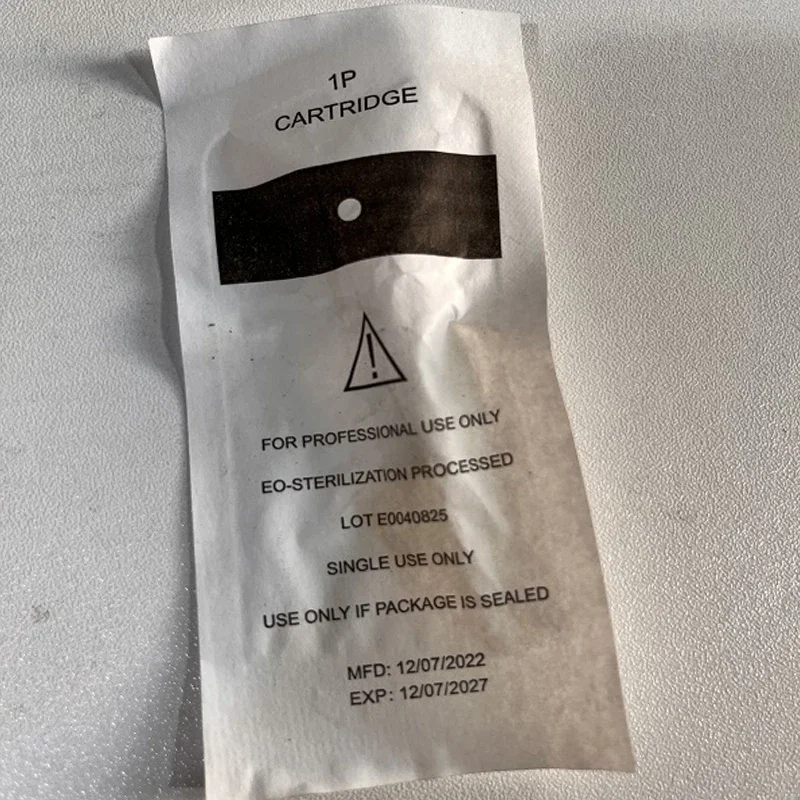 1P
CARTRIDGE
!
FOR PROFESSIONAL USE ONLY
EO-STERILIZATION PROCESSED
LOT E0040825
SINGLE USE ONLY
USE ONLY IF PACKAGE IS SEALED
MFD: 12/07/2022
EXP: 12/07/2027